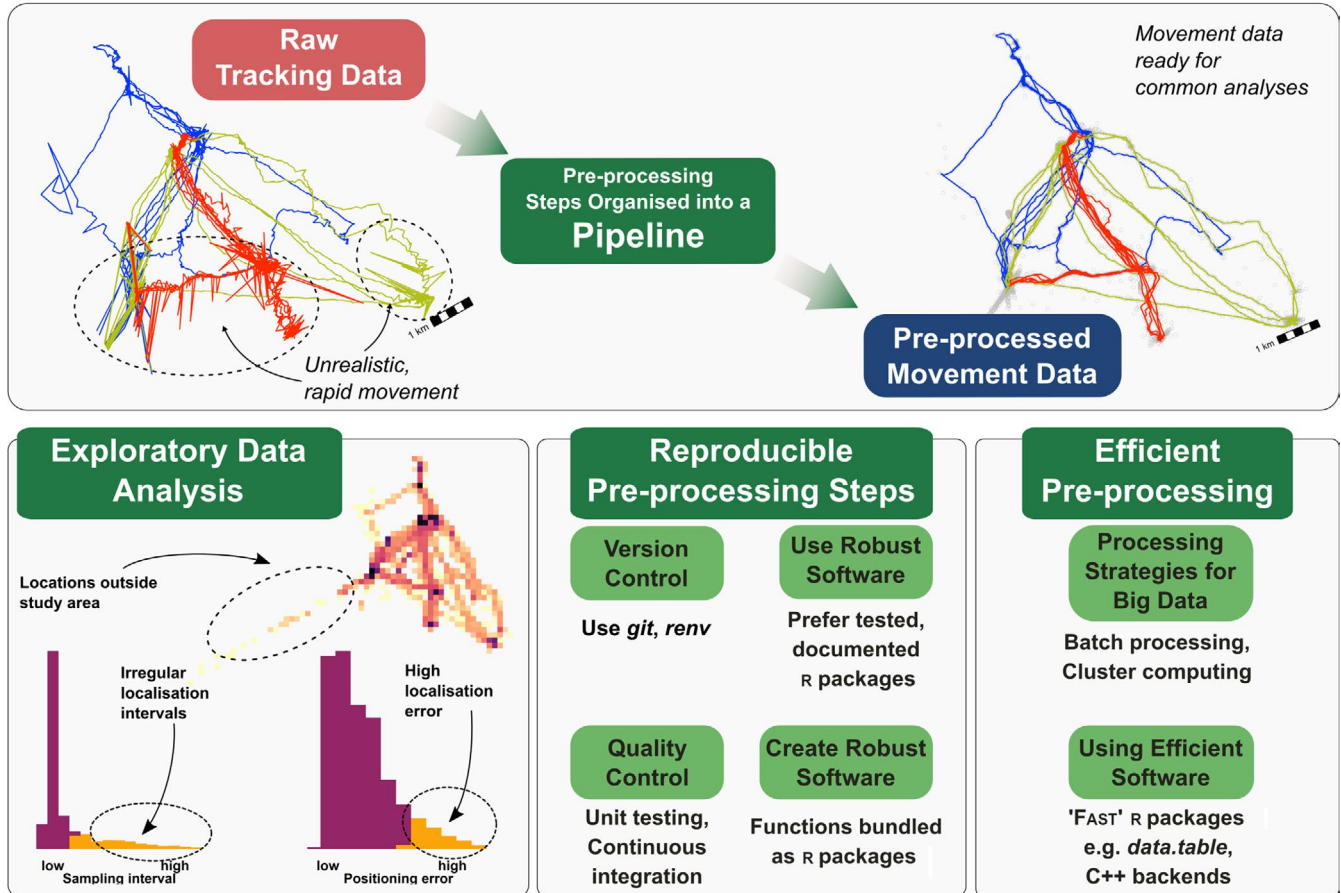 Raw
Tracking Data
Movement data
ready for
common analyses
Pre-processing
Steps Organised into a
Pipeline
1 km
Unrealistic,
rapid movement
Pre-processed
Movement Data
1 km
Exploratory Data
Analysis
Locations outside
study area
Irregular
localisation
intervals
High
localisation
error
low
high
Sampling interval
low
high
Positioning error
Reproducible
Pre-processing Steps
Version
Control
Use git, renv
Use Robust
Software
Prefer tested,
documented
R packages
Quality
Control
Unit testing,
Continuous
integration
Create Robust
Software
Functions bundled
as R packages
Efficient
Pre-processing
Processing
Strategies for
Big Data
Batch processing,
Cluster computing
Using Efficient
Software
'FAST' R packages
e.g. data.table,
C++ backends